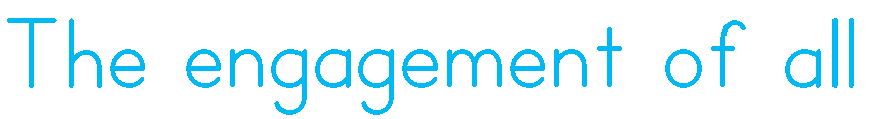 The engagement of all